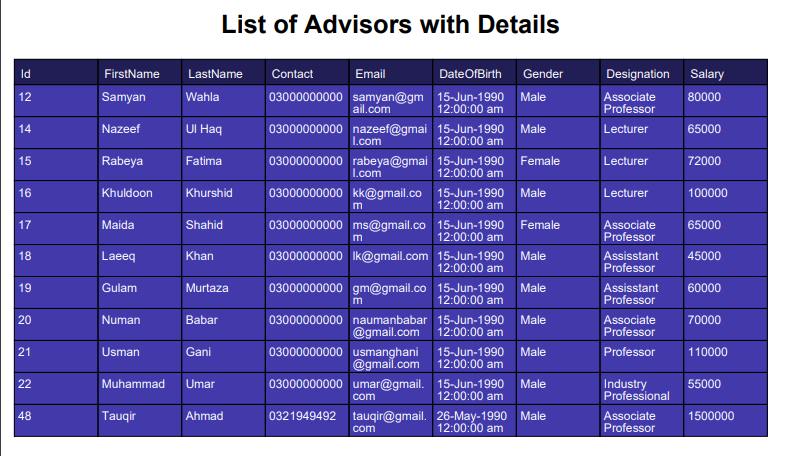 List of Advisors with Details
Id FirstName LastName Contact Email DateOfBirth Gender Designation Salary
12 Samyan Wahla 03000000000 samyan@gm 15-Jun-1990 Male Associate 80000
ail.com 12:00:00 am Professor
14 Nazeef Ul Haq 03000000000 nazeef@gmai 15-Jun-1990 Male Lecturer 65000
l.com 12:00:00 am
15 Rabeya Fatima 03000000000 rabeya@gmai 15-Jun-1990 Female Lecturer 72000
l.com 12:00:00 am
16 Khuldoon Khurshid 03000000000 kk@gmail.co 15-Jun-1990 Male Lecturer 100000
m 12:00:00 am
17 Maida Shahid 03000000000 ms@gmail.co 15-Jun-1990 Female Associate 65000
m 12:00:00 am Professor
18 Laeeq Khan 03000000000 lk@gmail.com 15-Jun-1990 Male Assisstant 45000
12:00:00 am Professor
19 Gulam Murtaza 03000000000 gm@gmail.co 15-Jun-1990 Male Assisstant 60000
m 12:00:00 am Professor
20 Numan Babar 03000000000 naumanbabar 15-Jun-1990 Male Associate 70000
@gmail.com 12:00:00 am Professor
21 Usman Gani 03000000000 usmanghani 15-Jun-1990 Male Professor 110000
@gmail.com 12:00:00 am
22 Muhammad Umar 03000000000 umar@gmail. 15-Jun-1990 Male Industry 55000
com 12:00:00 am Professional
48 Tauqir Ahmad 0321949492 tauqir@gmail. 26-May-1990 Male Associate 1500000
com 12:00:00 am Professor